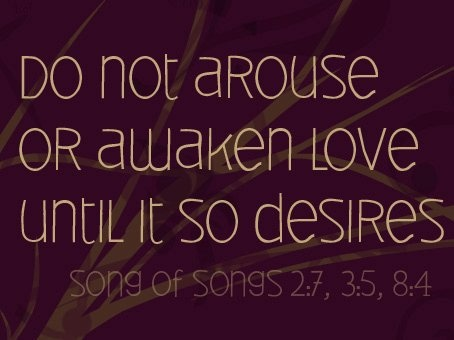 Do not arouse
or awaken love
until it so desires
Song of Songs 2:7, 3:5, 8:4